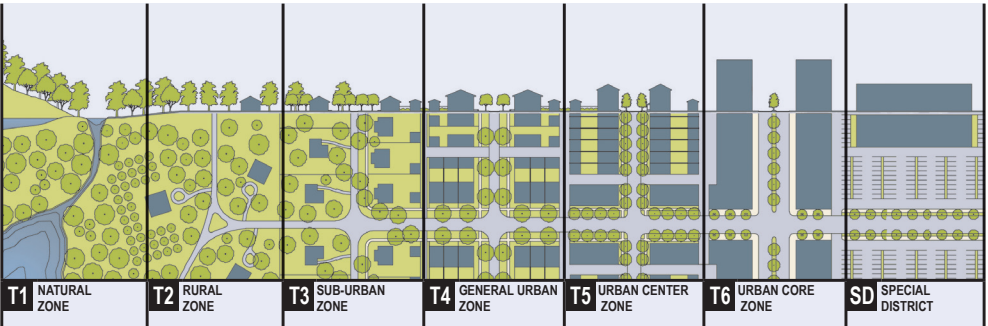 T1 NATURAL
ZONE
T2 RURAL
ZONE
T3 SUB-URBAN
ZONE
T4 GENERAL URBAN
ZONE
T5 URBAN CENTER
ZONE
T6 URBAN CORE
ZONE
SD SPECIAL
DISTRICT